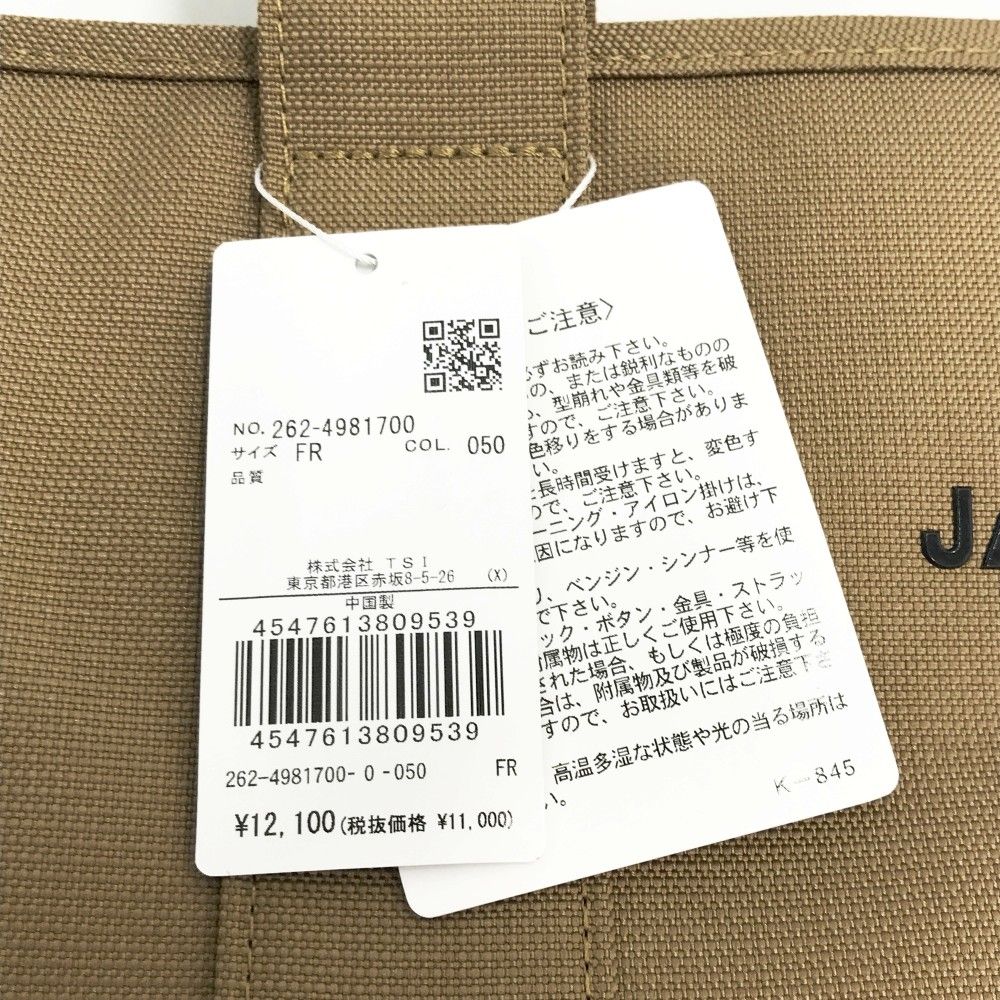 NO. 262-4981700
サイズ FR COL. 050
品質
株式会社 TSI
東京都港区赤坂8-5-26 (X)
中国製
4547613809539
4547613809539
262-4981700- 0 -050 FR
¥12,100(税抜価格 ¥11,000)
ご注意〉
ずお読み下さい。
の、または鋭利なものの
、型崩れや金具類等を破
すので、ご注意下さい。
色移りをする場合がありま
い。
に長時間受けますと、変色す
ので、ご注意下さい。
ーニング・アイロン掛けは、
因になりますので、お避け下
、ベンジン・シンナー等を使
で下さい。
ック・ボタン・金具・ストラッ
属物は正しくご使用下さい。
された場合、もしくは極度の負担
合は、附属物及び製品が破損する
すので、お取扱いにはご注意下さ
高温多湿な状態や光の当る場所は
い。
K-845
JA